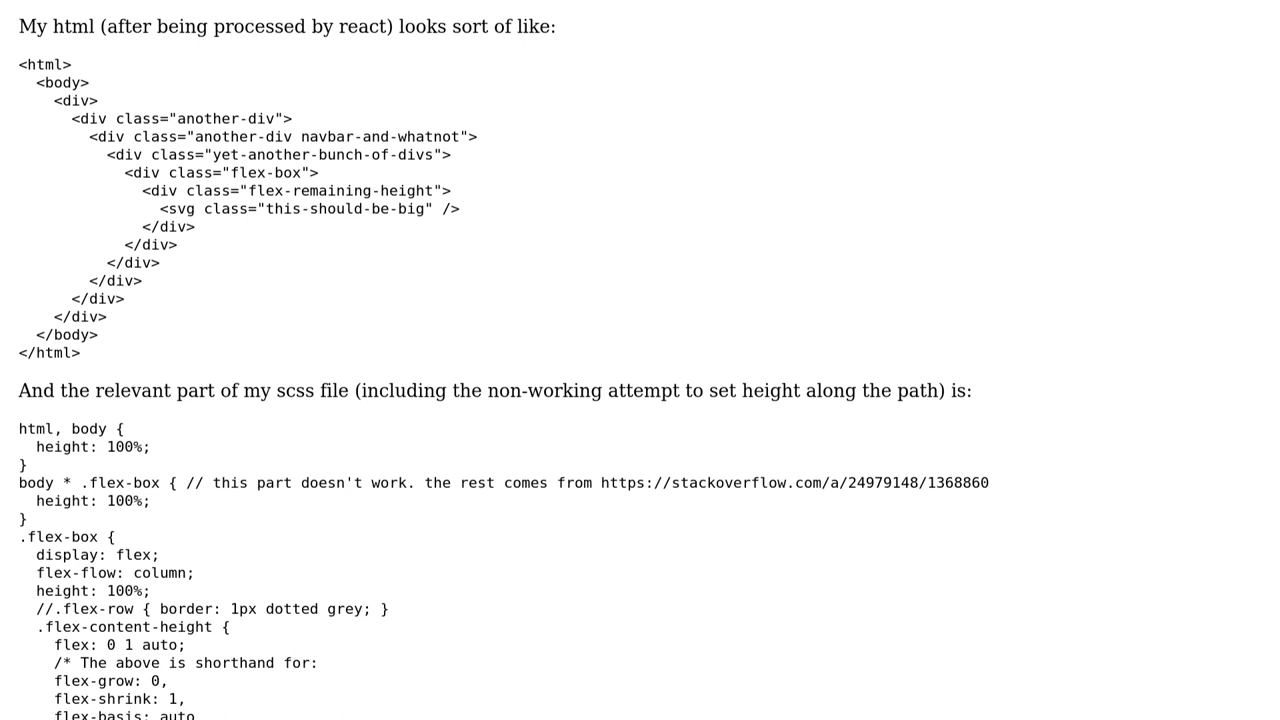 My html (after being processed by react) looks sort of like:
<html>
  <body>
    <div>
      <div class="another-div">
        <div class="another-div navbar-and-whatnot">
          <div class="yet-another-bunch-of-divs">
            <div class="flex-box">
              <div class="flex-remaining-height">
                <svg class="this-should-be-big" />
              </div>
            </div>
          </div>
        </div>
      </div>
    </div>
  </body>
</html>
And the relevant part of my scss file (including the non-working attempt to set height along the path) is:
html, body {
  height: 100%;
}
body * .flex-box { // this part doesn't work. the rest comes from https://stackoverflow.com/a/24979148/1368860
  height: 100%;
}
.flex-box {
  display: flex;
  flex-flow: column;
  height: 100%;
  //.flex-row { border: 1px dotted grey; }
  .flex-content-height {
    flex: 0 1 auto;
    /* The above is shorthand for:
    flex-grow: 0,
    flex-shrink: 1,
    flex-basis: auto